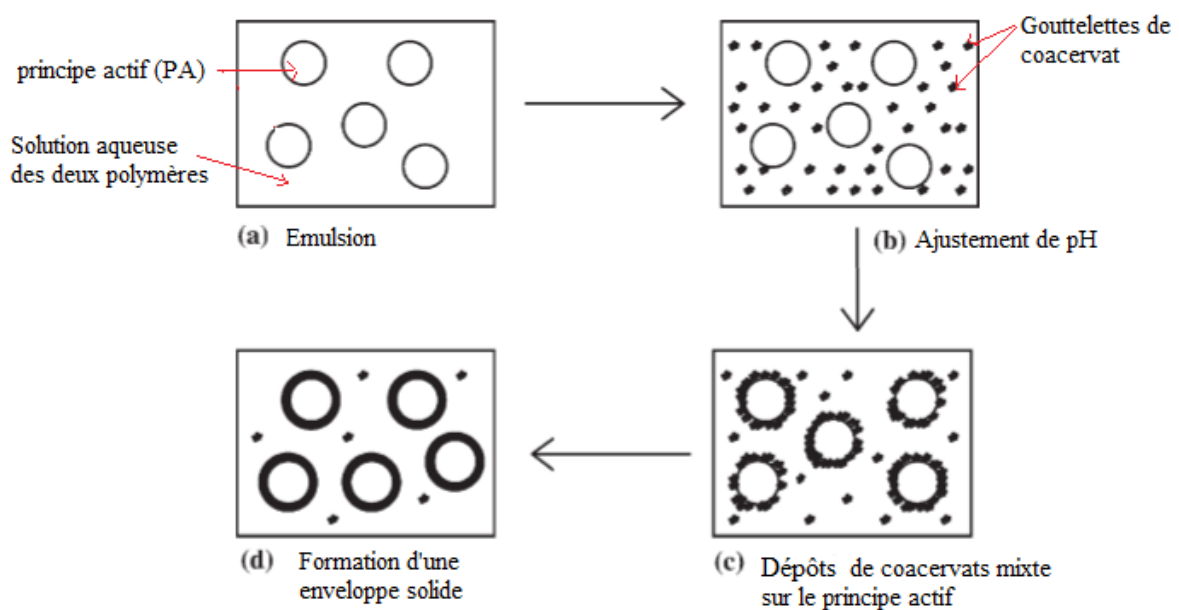 principe actif (PA)
Solution aqueuse
des deux polymères
(a) Emulsion
Gouttelettes de
coacervat
(b) Ajustement de pH
(c) Dépôts de coacervats mixte
sur le principe actif
(d) Formation d'une
enveloppe solide